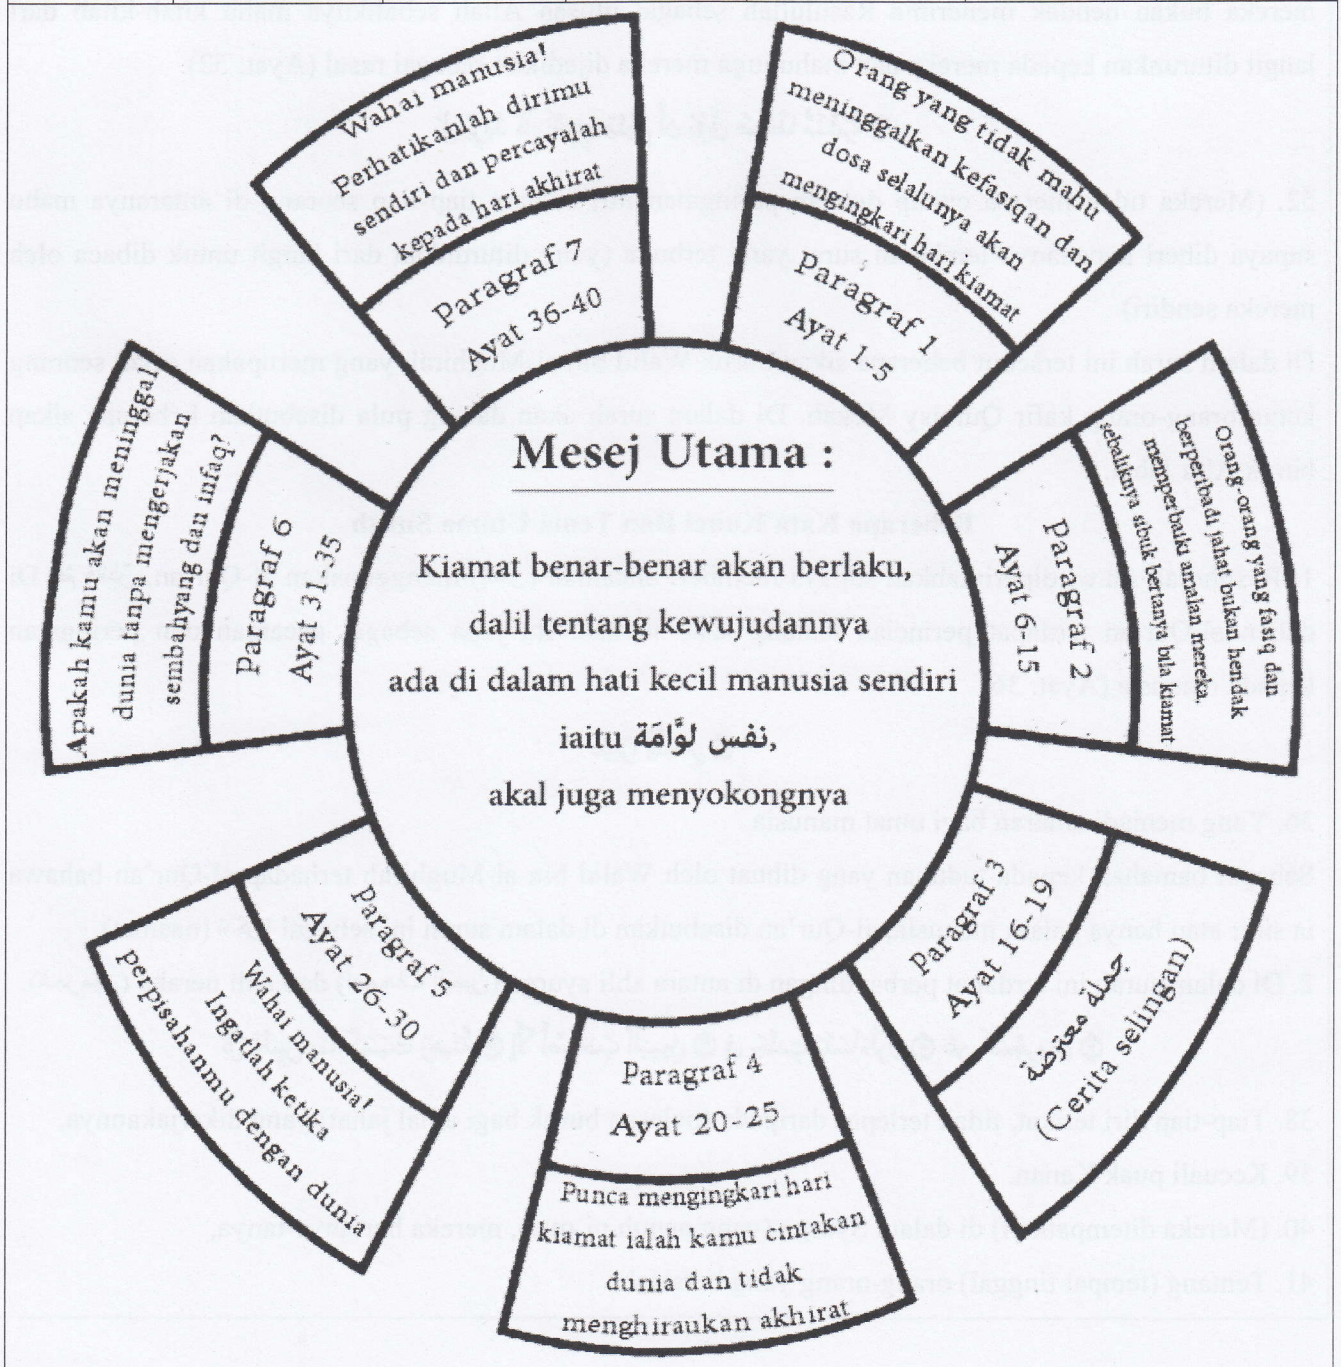 Mesej Utama :
Kiamat benar-benar akan berlaku,
dalil tentang kewujudannya
ada di dalam hati kecil manusia sendiri
iaitu نفس لوَّامَة,
akal juga menyokongnya
Orang yang tidak malu
meninggalkan kefasiqan dan
dosa selalunya akan
mengingkari hari kiamat
Paragraf 1
Ayat 1-5
Orang-orang yang fasiq dan
berperibadi jahat bukan hendak
memperbaiki amalan mereka.
sebaliknya sibuk bertanya bila kiamat
Paragraf 2
Ayat 6-15
Paragraf 3
Ayat 16-19
جملة معترضة
(Cerita selingan)
Paragraf 4
Ayat 20-25
Punca mengingkari hari
kiamat ialah kamu cintakan
dunia dan tidak
menghiraukan akhirat
Paragraf 5
Ayat 26-30
Wahai manusia!
Ingatlah ketika
perpisahanmu dengan dunia
Apakah kamu akan meninggal
dunia tanpa mengerjakan
sembahyang dan infaq?
Paragraf 6
Ayat 31-35
Wahai manusia!
Perhatikanlah dirimu
sendiri dan percayalah
kepada hari akhirat
Paragraf 7
Ayat 36-40